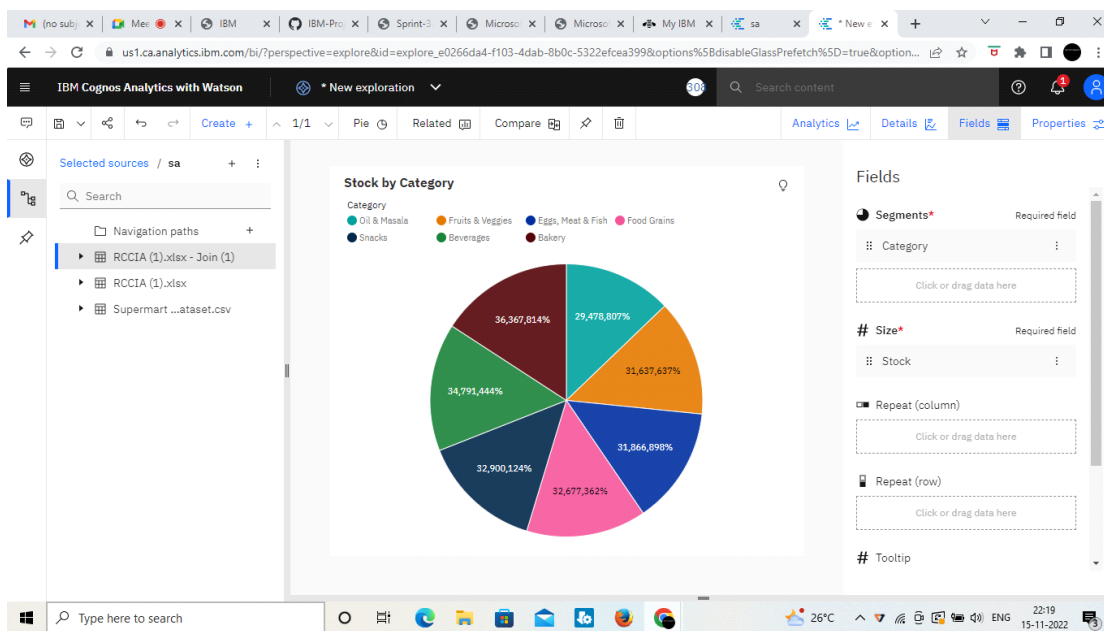 (no subj
Mee
IBM
IBM-Pro
Sprint-3
Microso
Microso
My IBM
sa
* New e
us1.ca.analytics.ibm.com/bi/?perspective=explore&id=explore_e0266da4-f103-4dab-8b0c-5322efcea399&options%5BdisableGlassPrefetch%5D=true&option...
IBM Cognos Analytics with Watson
* New exploration
308
Search content
1
Create +
1/1
Pie
Related
Compare
Analytics
Details
Fields
Properties
Selected sources / sa
Search
Navigation paths
RCCIA (1).xlsx - Join (1)
RCCIA (1).xlsx
Supermart ...ataset.csv
Stock by Category
Category
Oil & Masala Fruits & Veggies Eggs, Meat & Fish Food Grains
Snacks Beverages Bakery
36,367,814% 29,478,807%
31,637,637%
34,791,444%
31,866,898%
32,900,124%
32,677,362%
Fields
Segments* Required field
Category
Click or drag data here
# Size* Required field
Stock
Repeat (column)
Click or drag data here
Repeat (row)
Click or drag data here
# Tooltip
Type here to search
26°C
ENG
22:19
15-11-2022
3